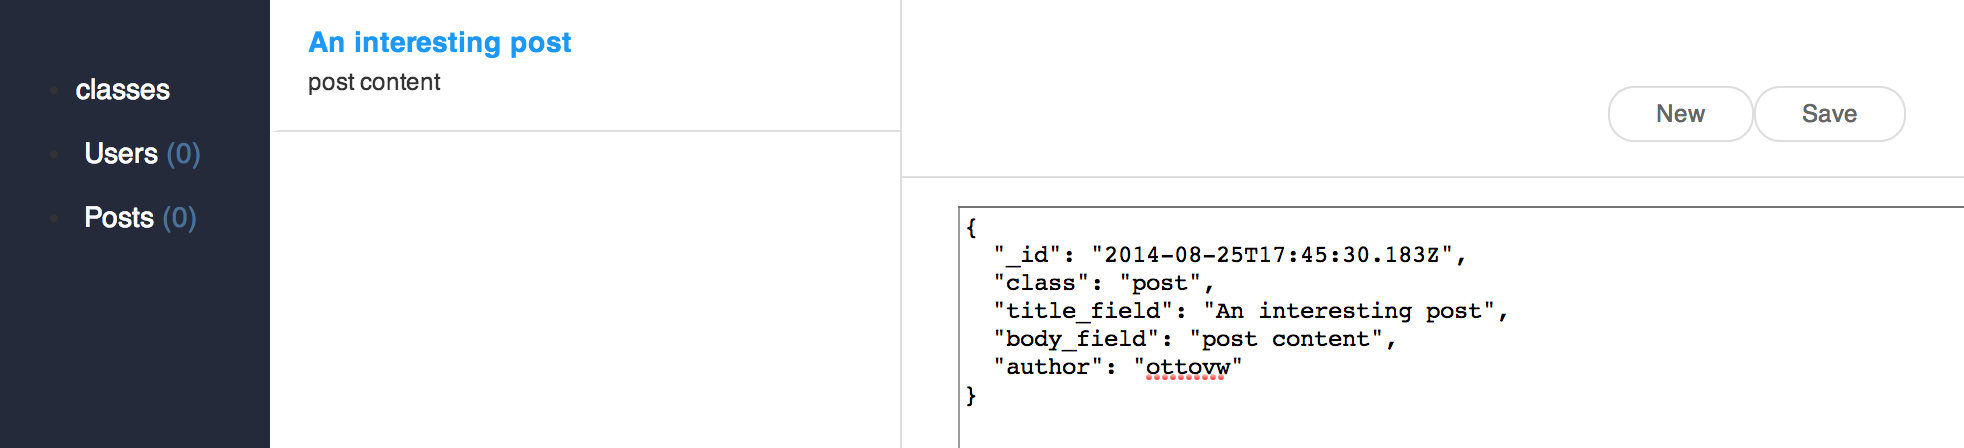 classes
Users (0)
Posts (0)
An interesting post
post content
New
Save
{
  "_id": "2014-08-25T17:45:30.183Z",
  "class": "post",
  "title_field": "An interesting post",
  "body_field": "post content",
  "author": "ottovw"
}